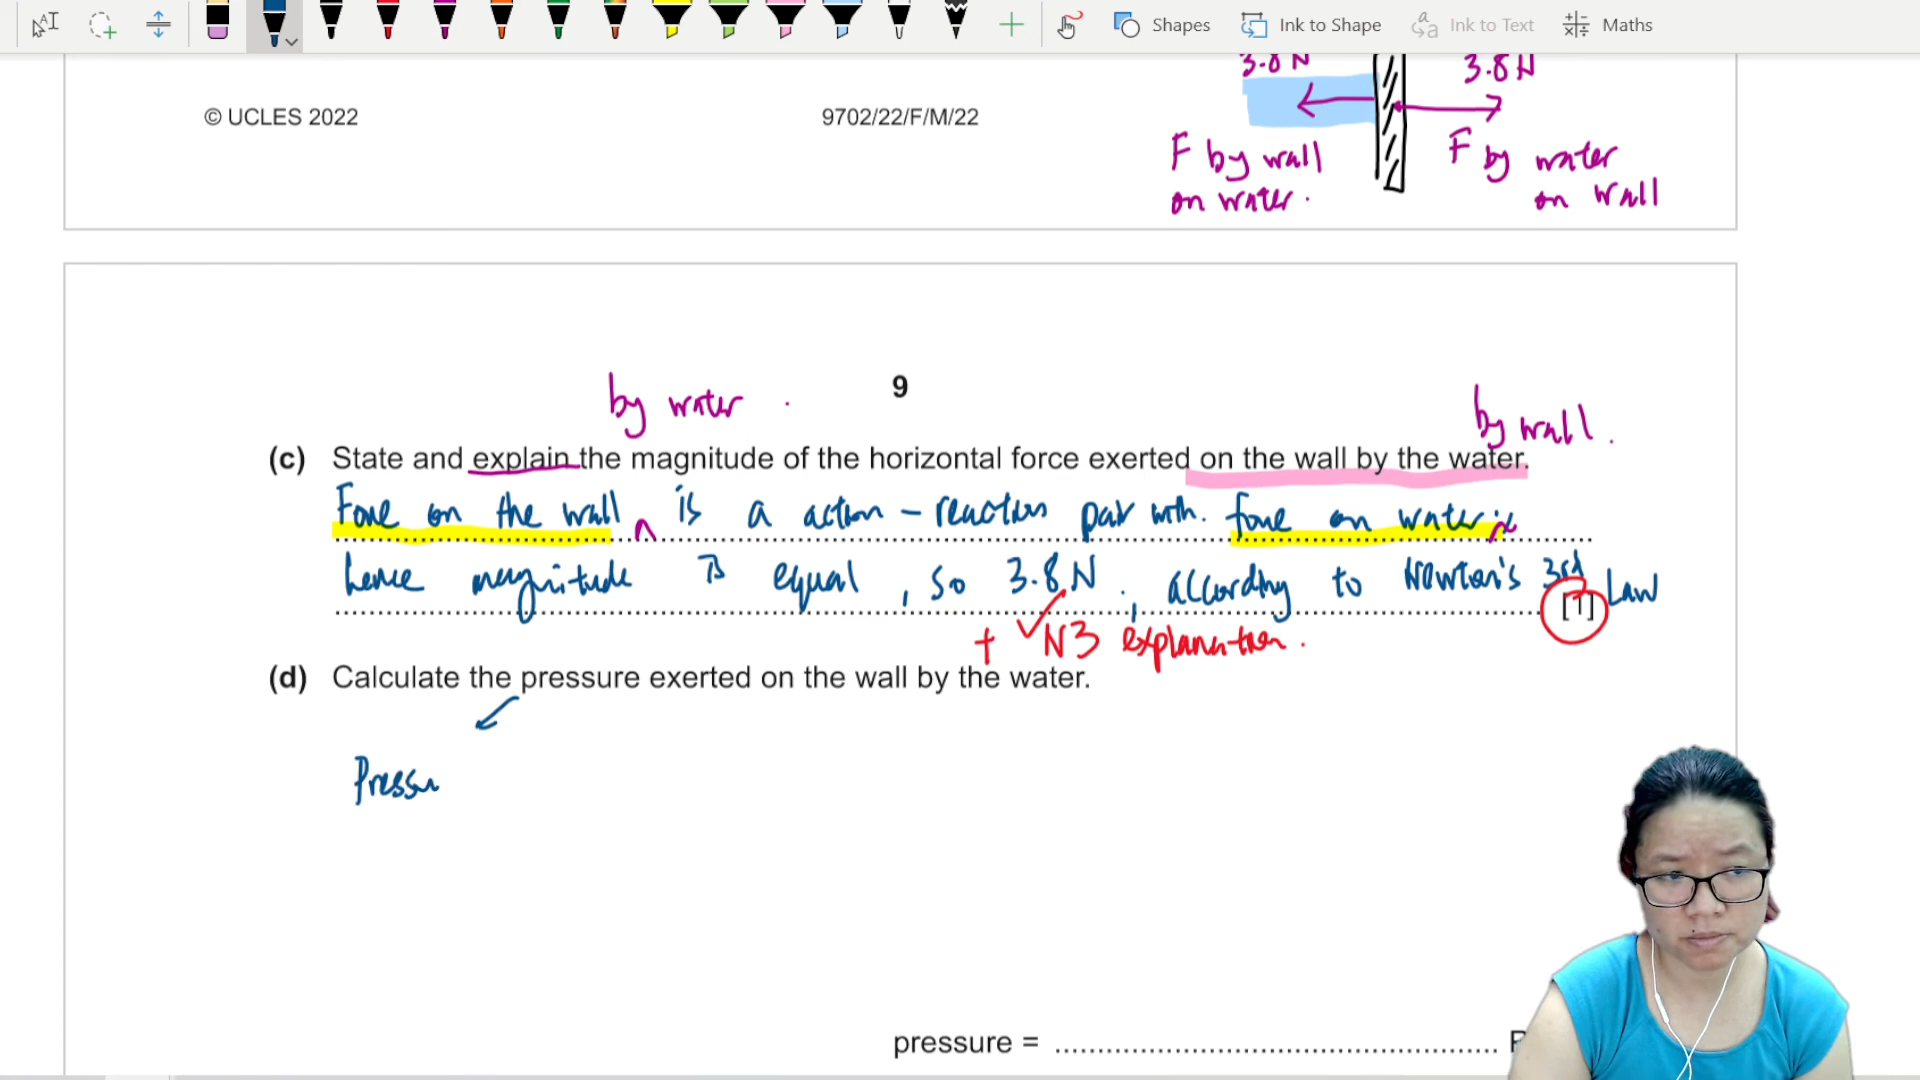 Shapes
Ink to Shape
Ink to Text
Maths
3.8 N
3.8 N
© UCLES 2022
9702/22/F/M/22
F by wall
on water.
F by water
on wall
9
by water
by wall.
(c) State and explain the magnitude of the horizontal force exerted on the wall by the water.
Force on the wall ʌ is a action - reaction pair with. force on water ʌ
hence magnitude is equal, so 3.8 N, according to Newton's 3rd Law
[1]
+ ✓ N3 explanation.
(d) Calculate the pressure exerted on the wall by the water.
Pressu
pressure = ....................................................